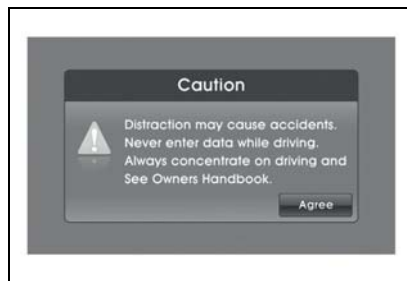 Caution
Distraction may cause accidents.
Never enter data while driving.
Always concentrate on driving and
See Owners Handbook.
Agree